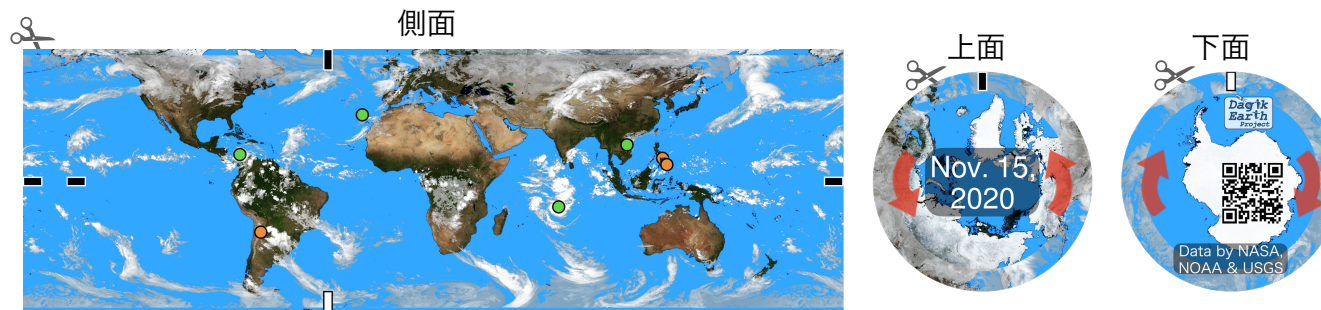 側面
上面
Nov. 15,
2020
下面
Dagik
Earth
Project
Data by NASA,
NOAA & USGS